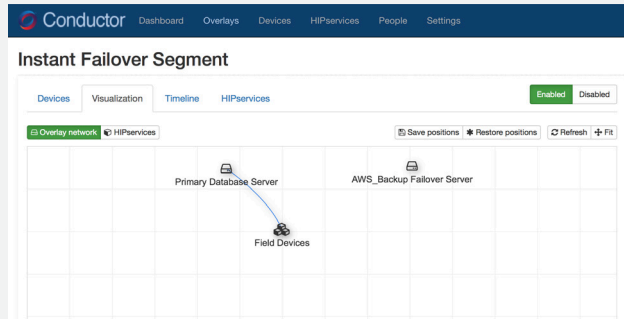 Conductor Dashboard Overlays Devices HIPservices People Settings
Instant Failover Segment
Devices Visualization Timeline HIPservices Enabled Disabled
Overlay network HIPservices Save positions Restore positions Refresh Fit
Primary Database Server AWS_Backup Failover Server
Field Devices